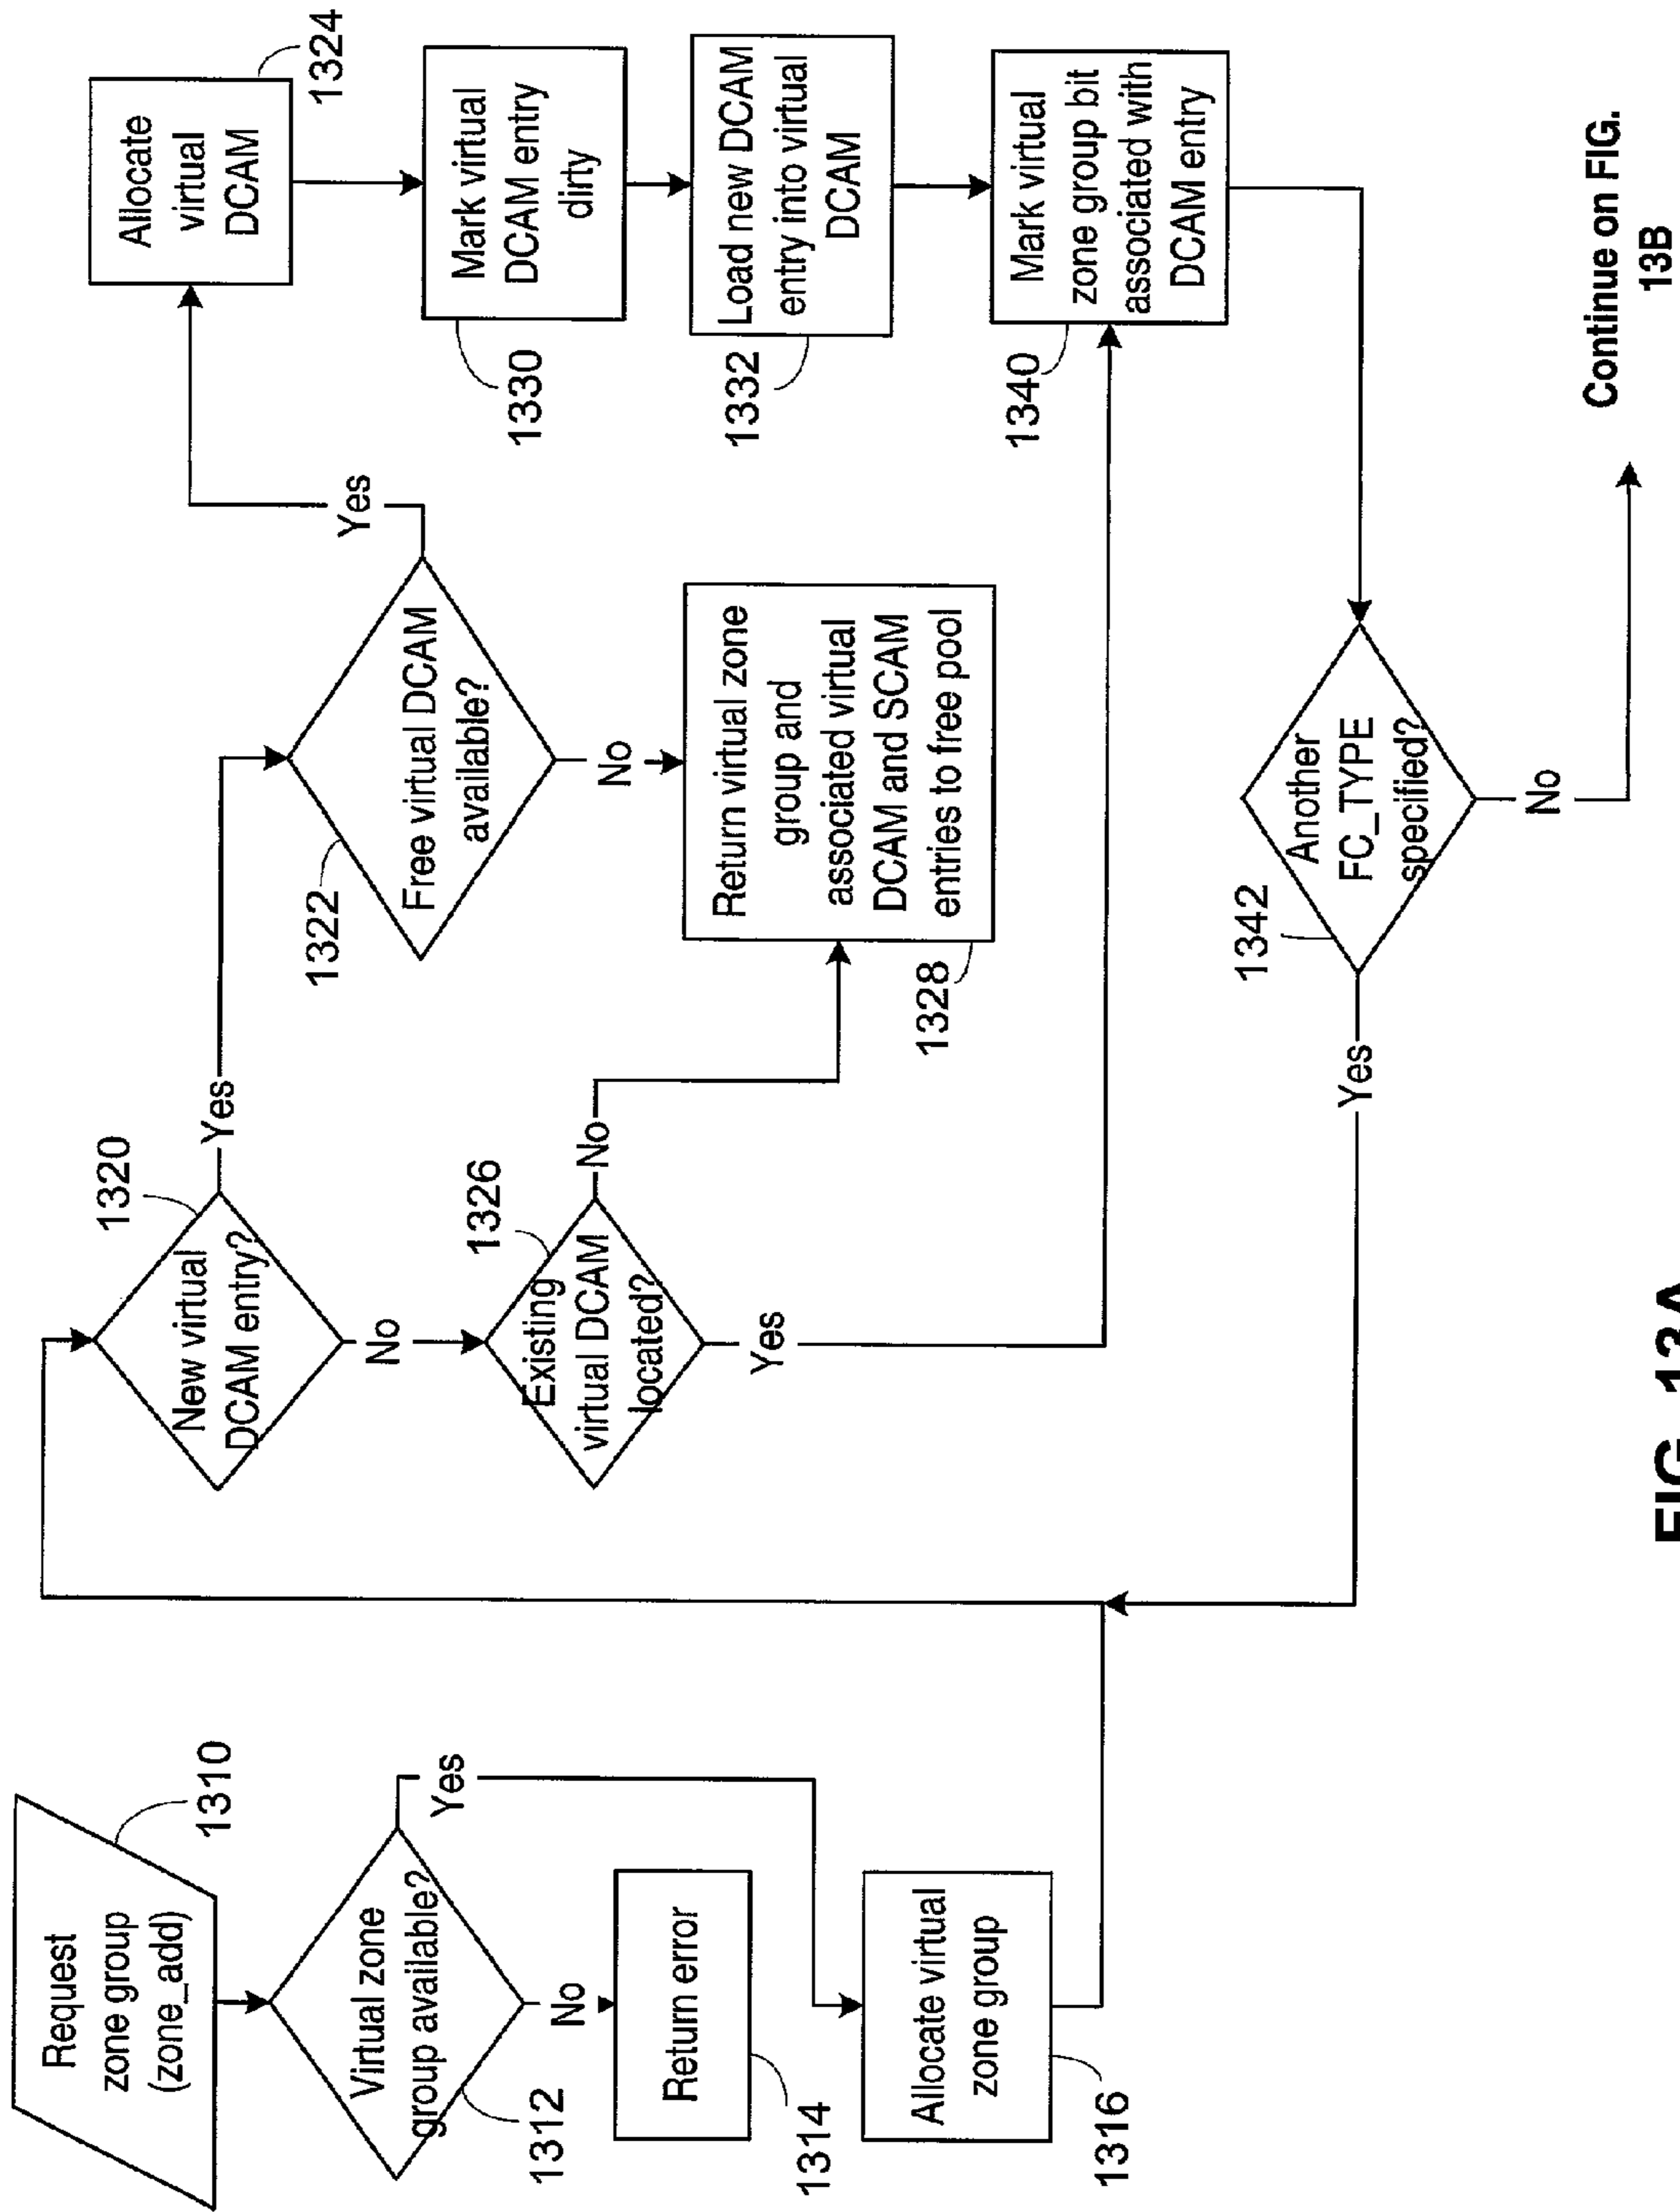 Request
zone group
(zone_add)
1310
Virtual zone
group available?
1312
Yes
No
Return error
1314
Allocate virtual
zone group
1316
New virtual
DCAM entry?
1320
Yes
No
Existing
virtual DCAM
located?
1326
No
Yes
Free virtual DCAM
available?
1322
Yes
No
Return virtual zone
group and
associated virtual
DCAM and SCAM
entries to free pool
1328
Allocate
virtual
DCAM
1324
Mark virtual
DCAM entry
dirty
1330
Load new DCAM
entry into virtual
DCAM
1332
Mark virtual
zone group bit
associated with
DCAM entry
1340
Another
FC_TYPE
specified?
1342
Yes
No
Continue on FIG.
13B
FIG. 13A